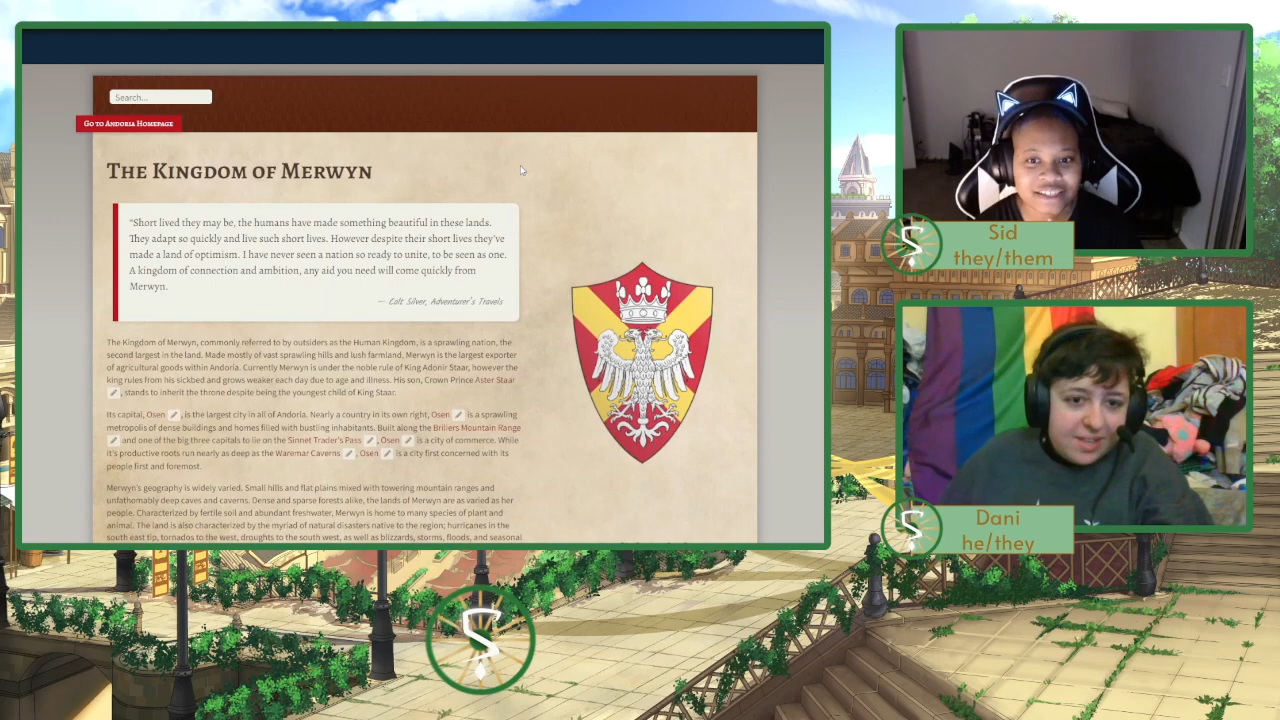 Search...
Go to Andoria Homepage
The Kingdom of Merwyn
"Short lived they may be, the humans have made something beautiful in these lands.
They adapt so quickly and live such short lives. However despite their short lives they've
made a land of optimism. I have never seen a nation so ready to unite, to be seen as one.
A kingdom of connection and ambition, any aid you need will come quickly from
Merwyn.
— Colt Silver, Adventurer's Travels
The Kingdom of Merwyn, commonly referred to by outsiders as the Human Kingdom, is a sprawling nation, the
second largest in the land. Made mostly of vast sprawling hills and lush farmland, Merwyn is the largest exporter
of agricultural goods within Andoria. Currently Merwyn is under the noble rule of King Adonir Staar, however the
king rules from his sickbed and grows weaker each day due to age and illness. His son, Crown Prince Aster Staar
, stands to inherit the throne despite being the youngest child of King Staar.
Its capital, Osen , is the largest city in all of Andoria. Nearly a country in its own right, Osen is a sprawling
metropolis of dense buildings and homes filled with bustling inhabitants. Built along the Brillers Mountain Range
and one of the big three capitals to lie on the Sinnet Trader's Pass , Osen is a city of commerce. While
it's productive roots run nearly as deep as the Waremar Caverns , Osen is a city first concerned with its
people first and foremost.
Merwyn's geography is widely varied. Small hills and flat plains mixed with towering mountain ranges and
unfathomably deep caves and caverns. Dense and sparse forests alike, the lands of Merwyn are as varied as her
people. Characterized by fertile soil and abundant freshwater, Merwyn is home to many species of plant and
animal. The land is also characterized by the myriad of natural disasters native to the region; hurricanes in the
south east tip, tornados to the west, droughts to the south west, as well as blizzards, storms, floods, and seasonal
S
Sid
they/them
S
Dani
he/they
S